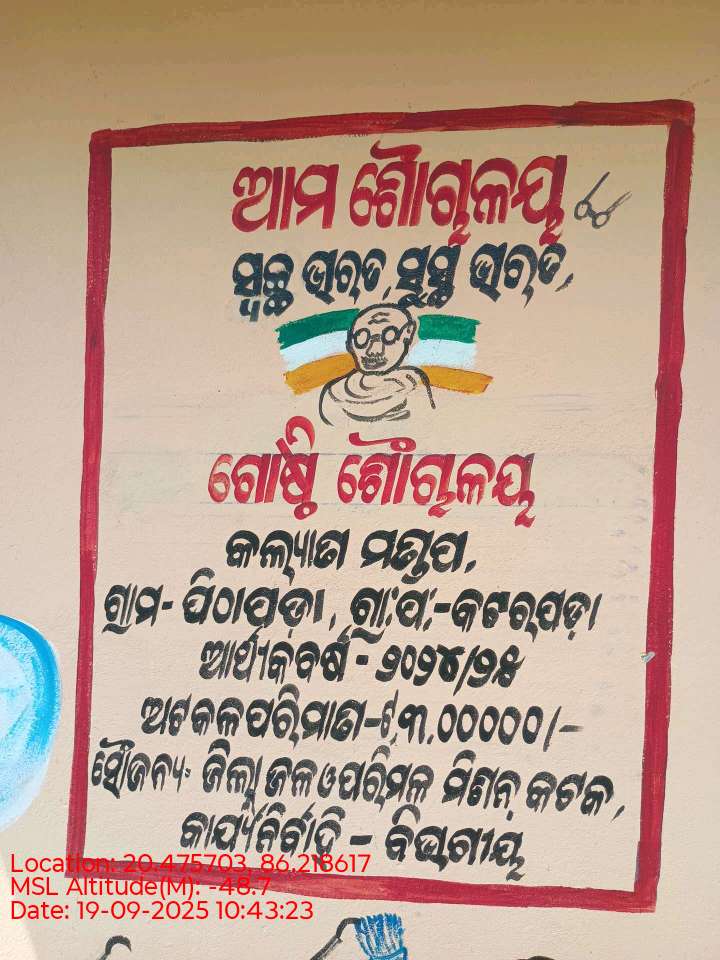 ଆମ ଶୌଚାଳୟ
ସ୍ୱଚ୍ଛ ଭାରତ, ସୁସ୍ଥ ଭାରତ,
ଗୋଷ୍ଠି ଶୌଚାଳୟ
କଲ୍ୟାଣ ମଣ୍ଡପ,
ଗ୍ରାମ- ପିଠାପଡ଼ା, ଗ୍ରା.ପ.-କଟରପଡ଼ା
ଆର୍ଥିକବର୍ଷ - ୨୦୨୪/୨୫
ଅଟକଳପରିମାଣ-ଟ.୩,୦୦୦୦୦/-
ସୌଜନ୍ୟ: ଜିଲ୍ଲା ଜଳ ଓ ପରିମଳ ମିଶନ୍ କଟକ,
କାର୍ଯ୍ୟନିର୍ବାହି - ବିଭାଗୀୟ
Location: 20.475703, 86.218617
MSL Altitude(M): -48.7
Date: 19-09-2025 10:43:23